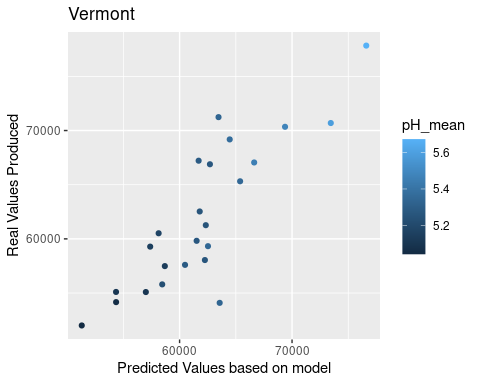 Vermont
Real Values Produced
70000
60000
60000 70000
Predicted Values based on model
pH_mean
5.6
5.4
5.2